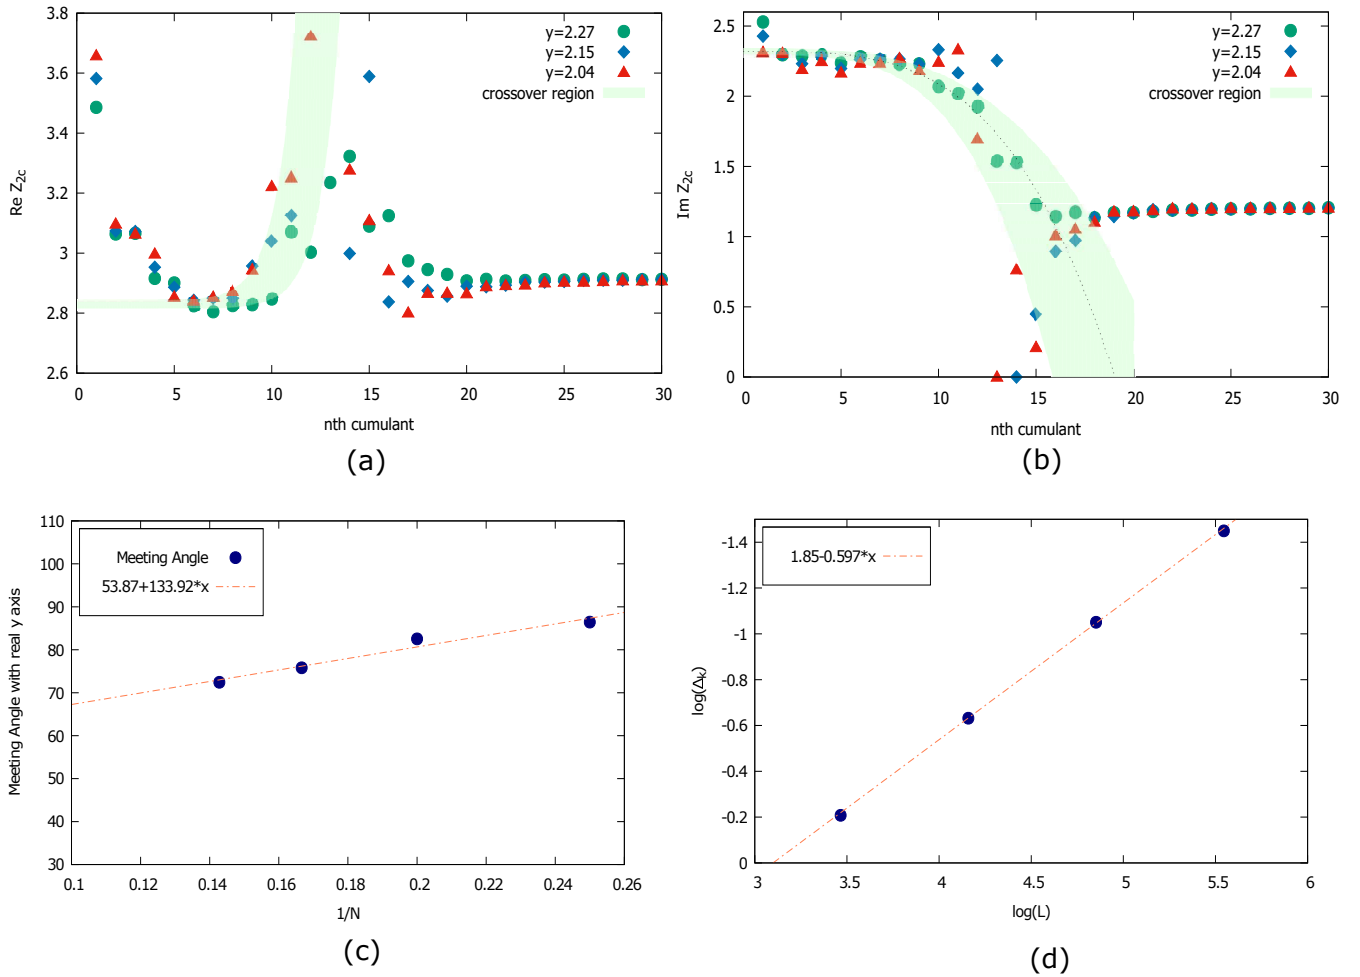 4
3.8
3.6
3.4
3.2
3
2.8
2.6
Re Z2c
y=2.27
y=2.15
y=2.04
crossover region
0
5
10
15
20
25
30
nth cumulant
(a)
2.5
2
1.5
1
0.5
0
Im Z2c
y=2.27
y=2.15
y=2.04
crossover region
0
5
10
15
20
25
30
nth cumulant
(b)
110
100
90
80
70
60
50
40
30
Meeting Angle with real y axis
Meeting Angle
53.87+133.92*x
0.1
0.12
0.14
0.16
0.18
0.2
0.22
0.24
0.26
1/N
(c)
-1.4
-1.2
-1
-0.8
-0.6
-0.4
-0.2
0
log(Δk)
1.85-0.597*x
3
3.5
4
4.5
5
5.5
6
log(L)
(d)